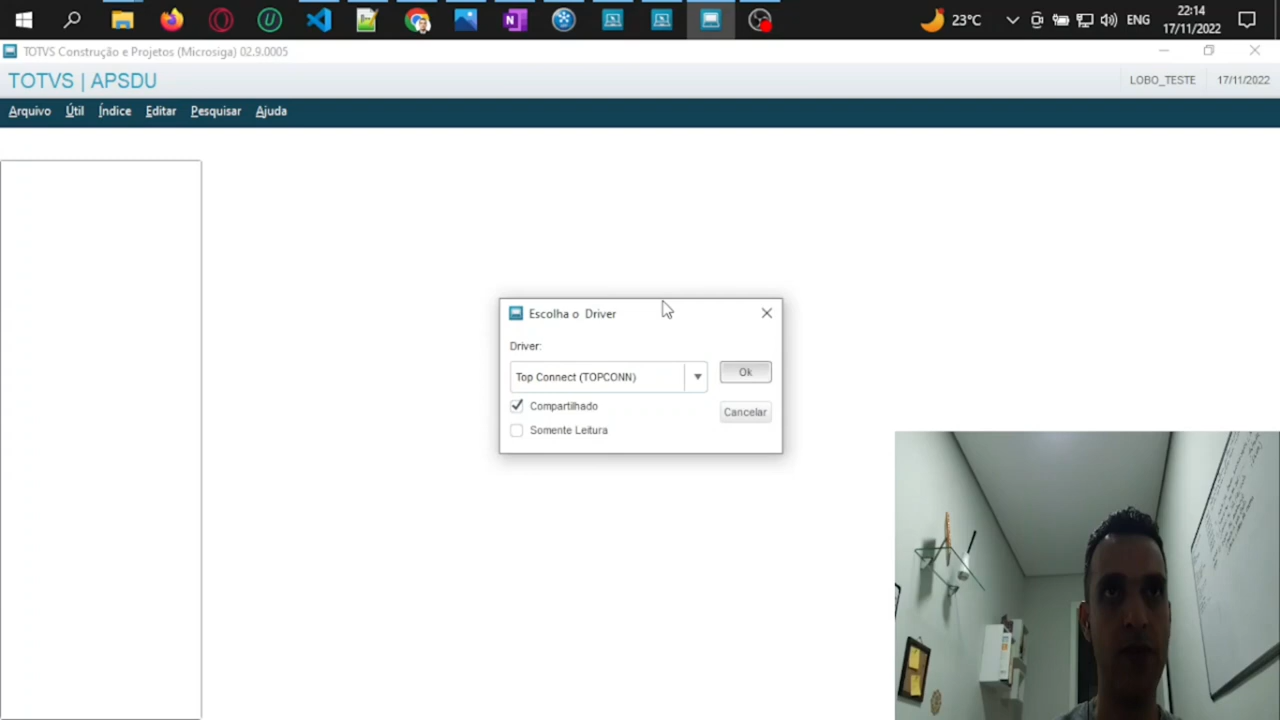 23°C
ENG
22:14
17/11/2022
TOTVS Construção e Projetos (Microsiga) 02.9.0005
TOTVS | APSDU
LOBO_TESTE
17/11/2022
Arquivo Útil Índice Editar Pesquisar Ajuda
Escolha o Driver
Driver:
Top Connect (TOPCONN)
Ok
Compartilhado
Cancelar
Somente Leitura